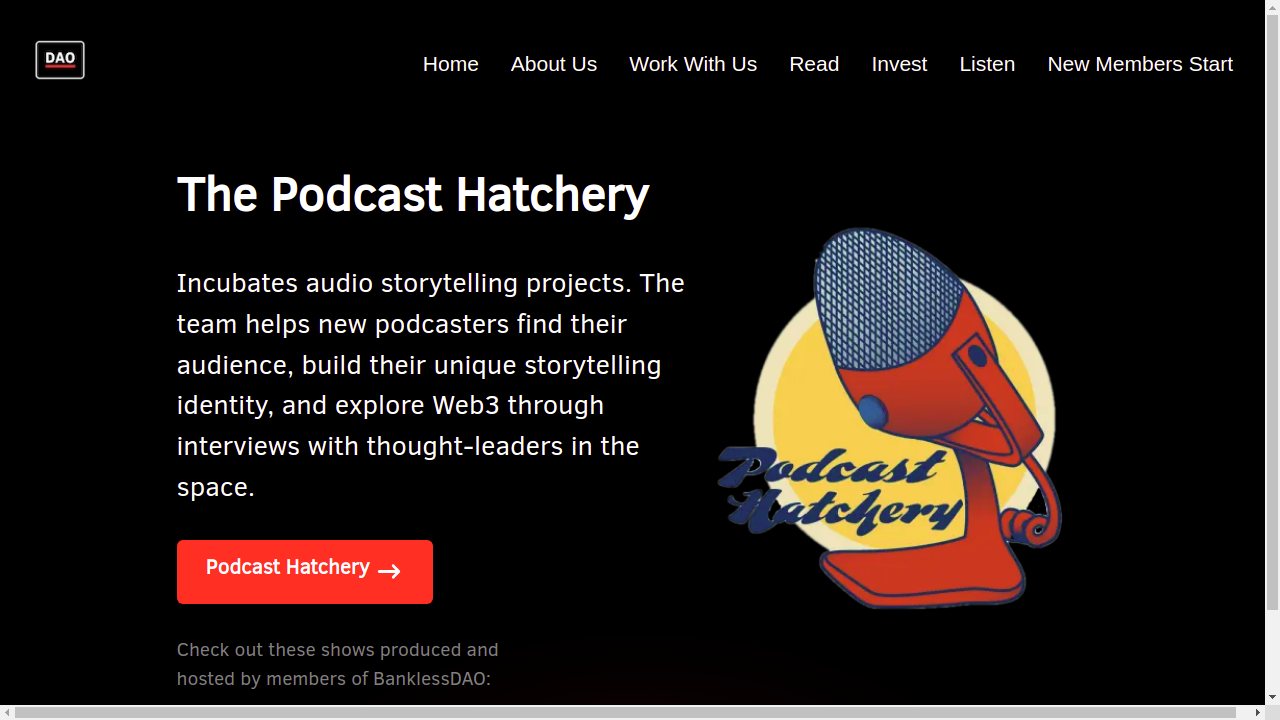 DAO
Home About Us Work With Us Read Invest Listen New Members Start
The Podcast Hatchery
Incubates audio storytelling projects. The
team helps new podcasters find their
audience, build their unique storytelling
identity, and explore Web3 through
interviews with thought-leaders in the
space.
Podcast
Hatchery
Podcast Hatchery →
Check out these shows produced and
hosted by members of BanklessDAO: